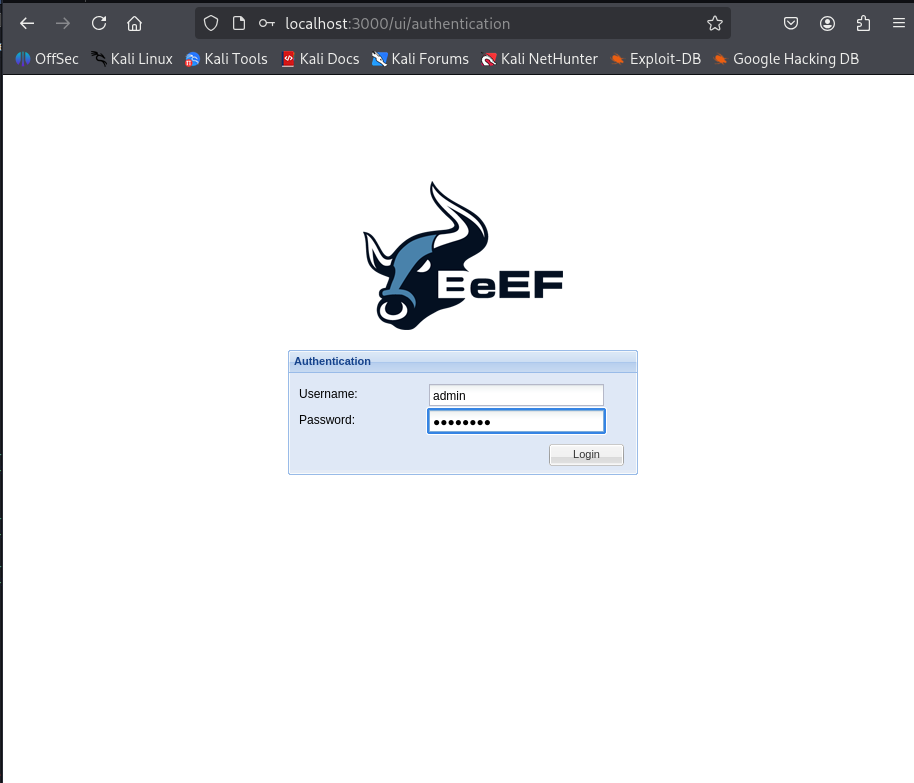 localhost:3000/ui/authentication
OffSec Kali Linux Kali Tools Kali Docs Kali Forums Kali NetHunter Exploit-DB Google Hacking DB
BeEF
Authentication
Username: admin
Password: ●●●●●●●●
Login